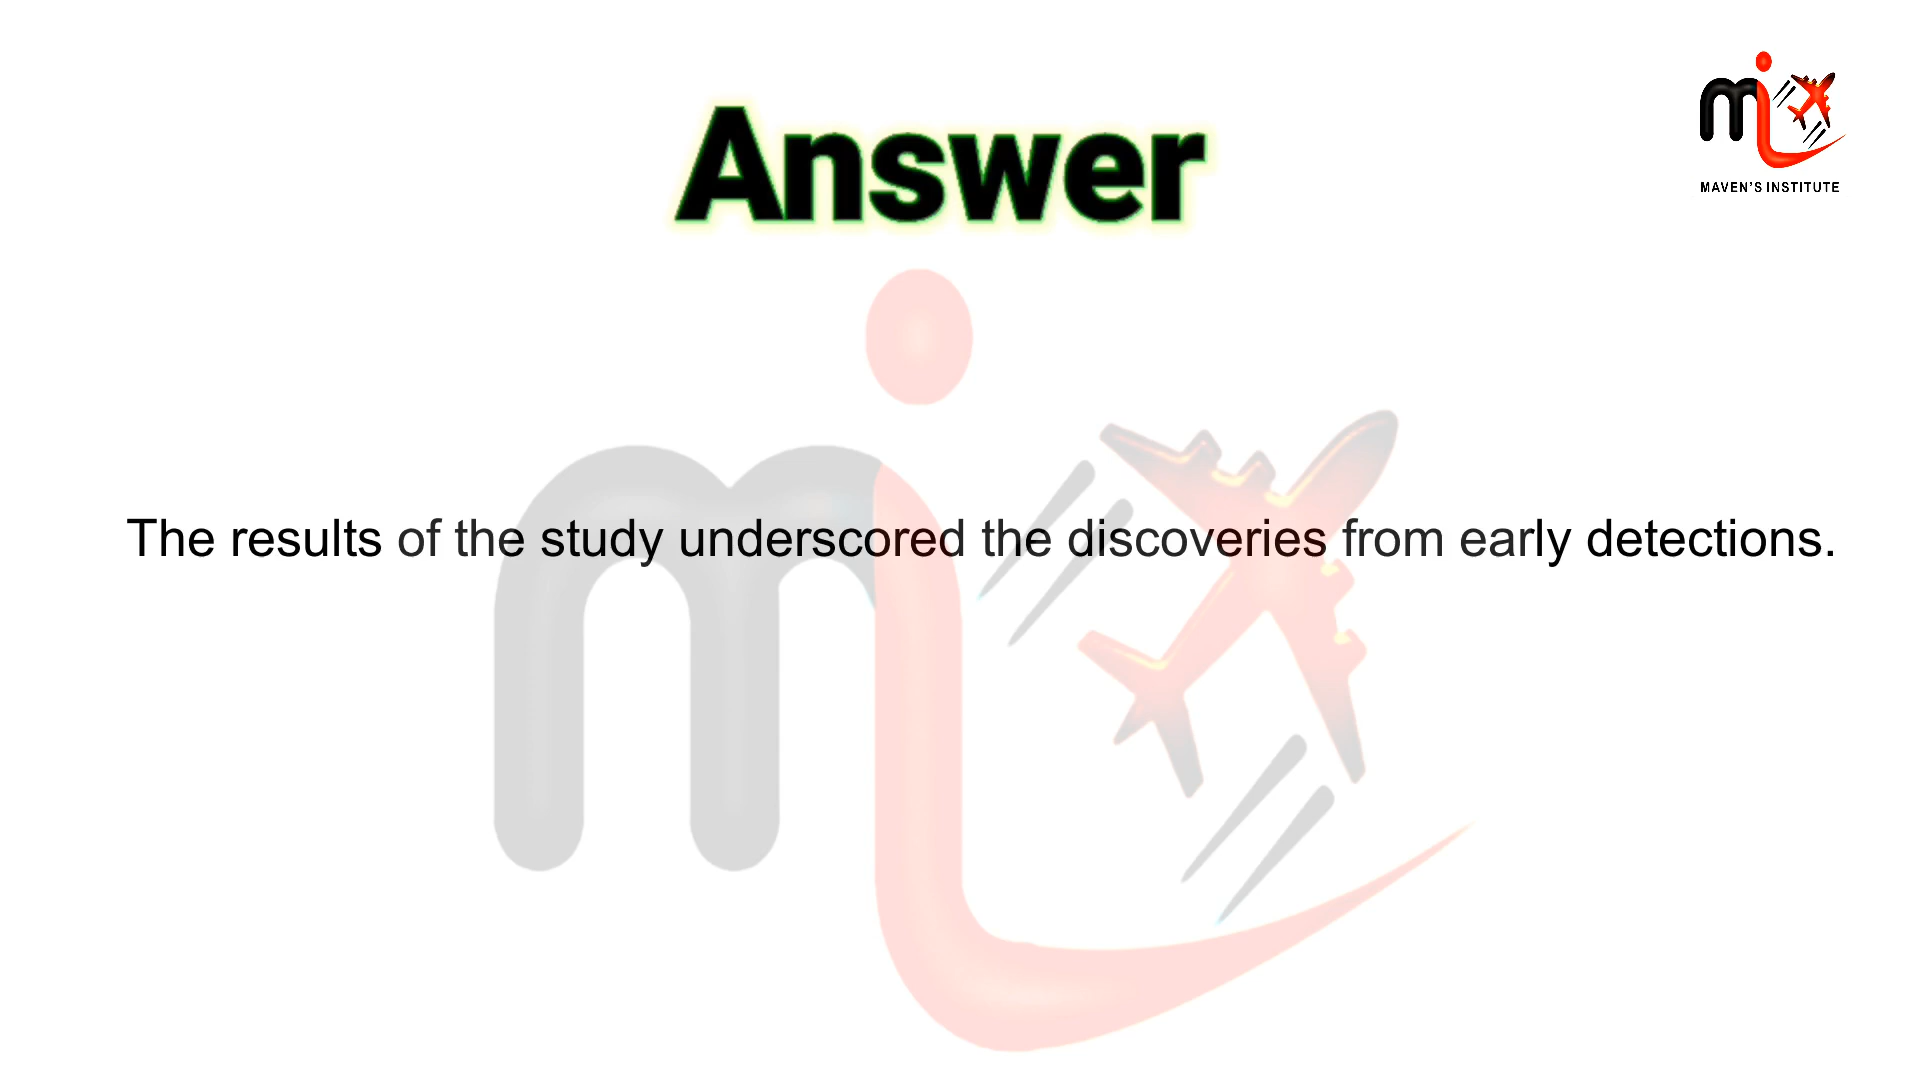 Answer
MAVEN'S INSTITUTE
The results of the study underscored the discoveries from early detections.